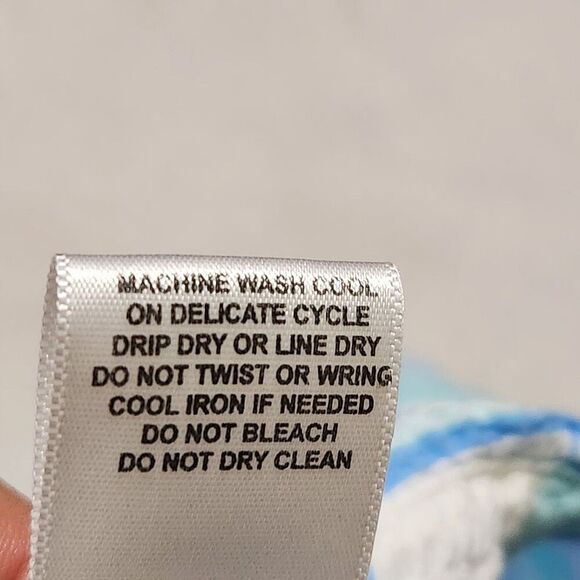 MACHINE WASH COOL
ON DELICATE CYCLE
DRIP DRY OR LINE DRY
DO NOT TWIST OR WRING
COOL IRON IF NEEDED
DO NOT BLEACH
DO NOT DRY CLEAN